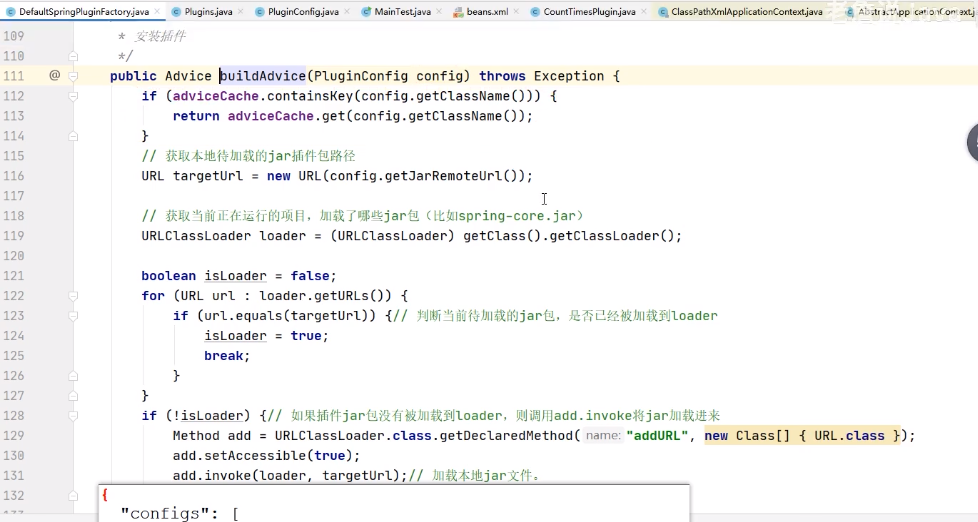 DefaultSpringPluginFactory.java Plugins.java PluginConfig.java MainTest.java beans.xml CountTimesPlugin.java ClassPathXmlApplicationContext.java AbstractApplicationContext.j
109 * 安装插件
110 */
111 @ public Advice buildAdvice(PluginConfig config) throws Exception {
112 if (adviceCache.containsKey(config.getClassName())) {
113 return adviceCache.get(config.getClassName());
114 }
115 // 获取本地待加载的jar插件包路径
116 URL targetUrl = new URL(config.getJarRemoteUrl());
117
118 // 获取当前正在运行的项目，加载了哪些jar包（比如spring-core.jar）
119 URLClassLoader loader = (URLClassLoader) getClass().getClassLoader();
120
121 boolean isLoader = false;
122 for (URL url : loader.getURLs()) {
123 if (url.equals(targetUrl)) {// 判断当前待加载的jar包，是否已经被加载到loader
124 isLoader = true;
125 break;
126 }
127 }
128 if (!isLoader) {// 如果插件jar包没有被加载到loader，则调用add.invoke将jar加载进来
129 Method add = URLClassLoader.class.getDeclaredMethod( name: "addURL", new Class[] { URL.class });
130 add.setAccessible(true);
131 add.invoke(loader, targetUrl);// 加载本地jar文件。
132
{
"configs": [